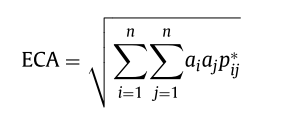 ECA = \sqrt{\sum_{i=1}^{n} \sum_{j=1}^{n} a_i a_j p_{ij}^{*}}